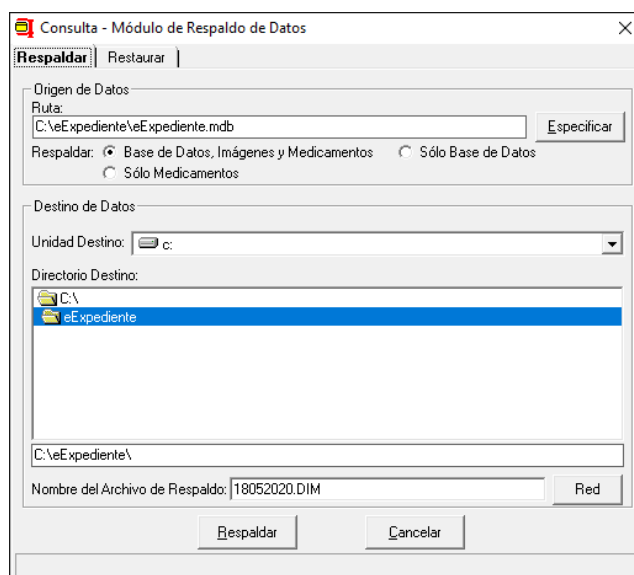 Consulta - Módulo de Respaldo de Datos
Respaldar Restaurar
Origen de Datos
Ruta:
C:\eExpediente\eExpediente.mdb Especificar
Respaldar: Base de Datos, Imágenes y Medicamentos Sólo Base de Datos
Sólo Medicamentos
Destino de Datos
Unidad Destino: c:
Directorio Destino:
C:\
eExpediente
C:\eExpediente\
Nombre del Archivo de Respaldo: 18052020.DIM Red
Respaldar Cancelar